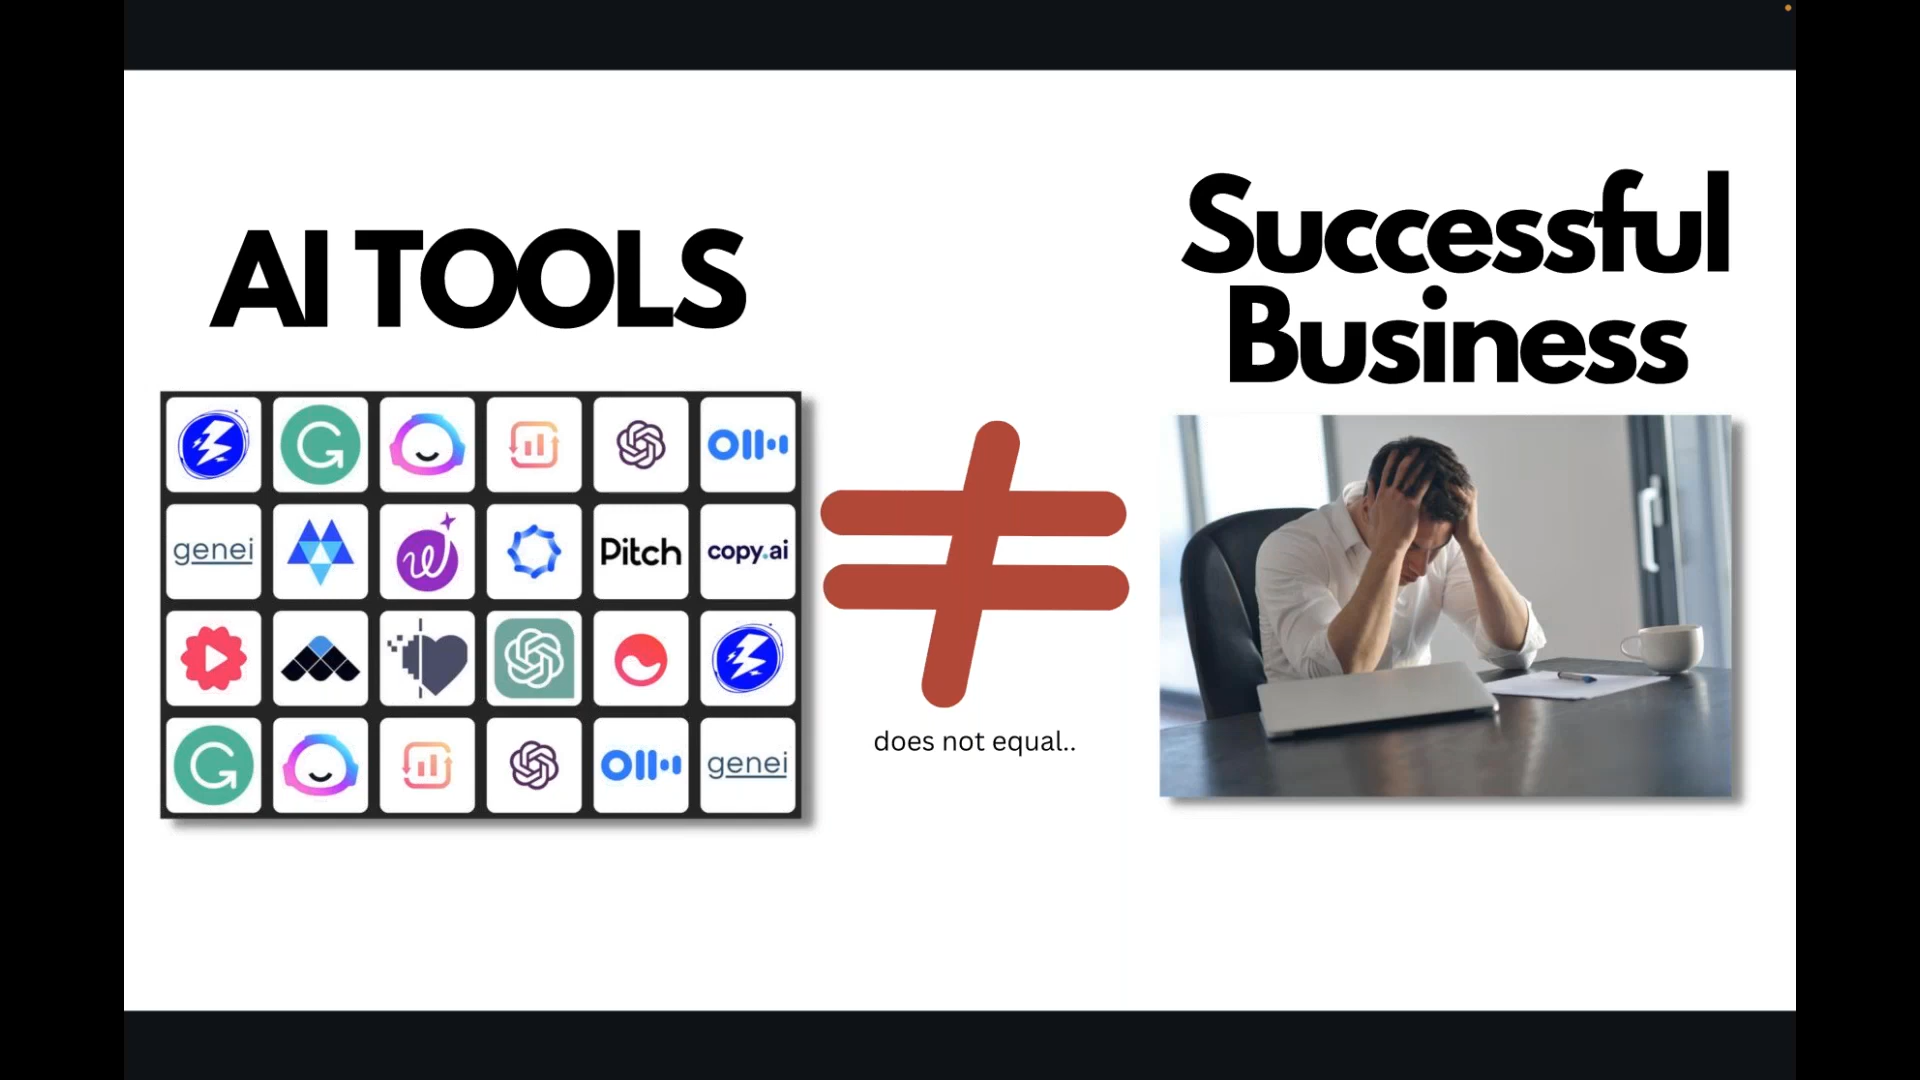 AI TOOLS
Successful
Business
genei
Pitch
copy.ai
genei
does not equal..